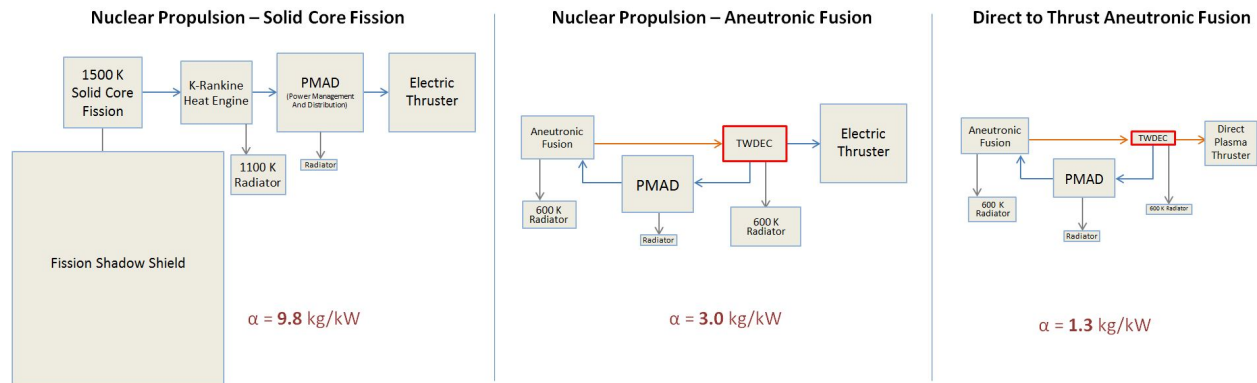 Nuclear Propulsion – Solid Core Fission
1500 K
Solid Core
Fission
K-Rankine
Heat Engine
PMAD
(Power Management
And Distribution)
Electric
Thruster
1100 K
Radiator
Radiator
Fission Shadow Shield
α = 9.8 kg/kW
Nuclear Propulsion – Aneutronic Fusion
Aneutronic
Fusion
TWDEC
Electric
Thruster
PMAD
600 K
Radiator
Radiator
600 K
Radiator
α = 3.0 kg/kW
Direct to Thrust Aneutronic Fusion
Aneutronic
Fusion
TWDEC
Direct
Plasma
Thruster
PMAD
600 K
Radiator
Radiator
600 K Radiator
α = 1.3 kg/kW